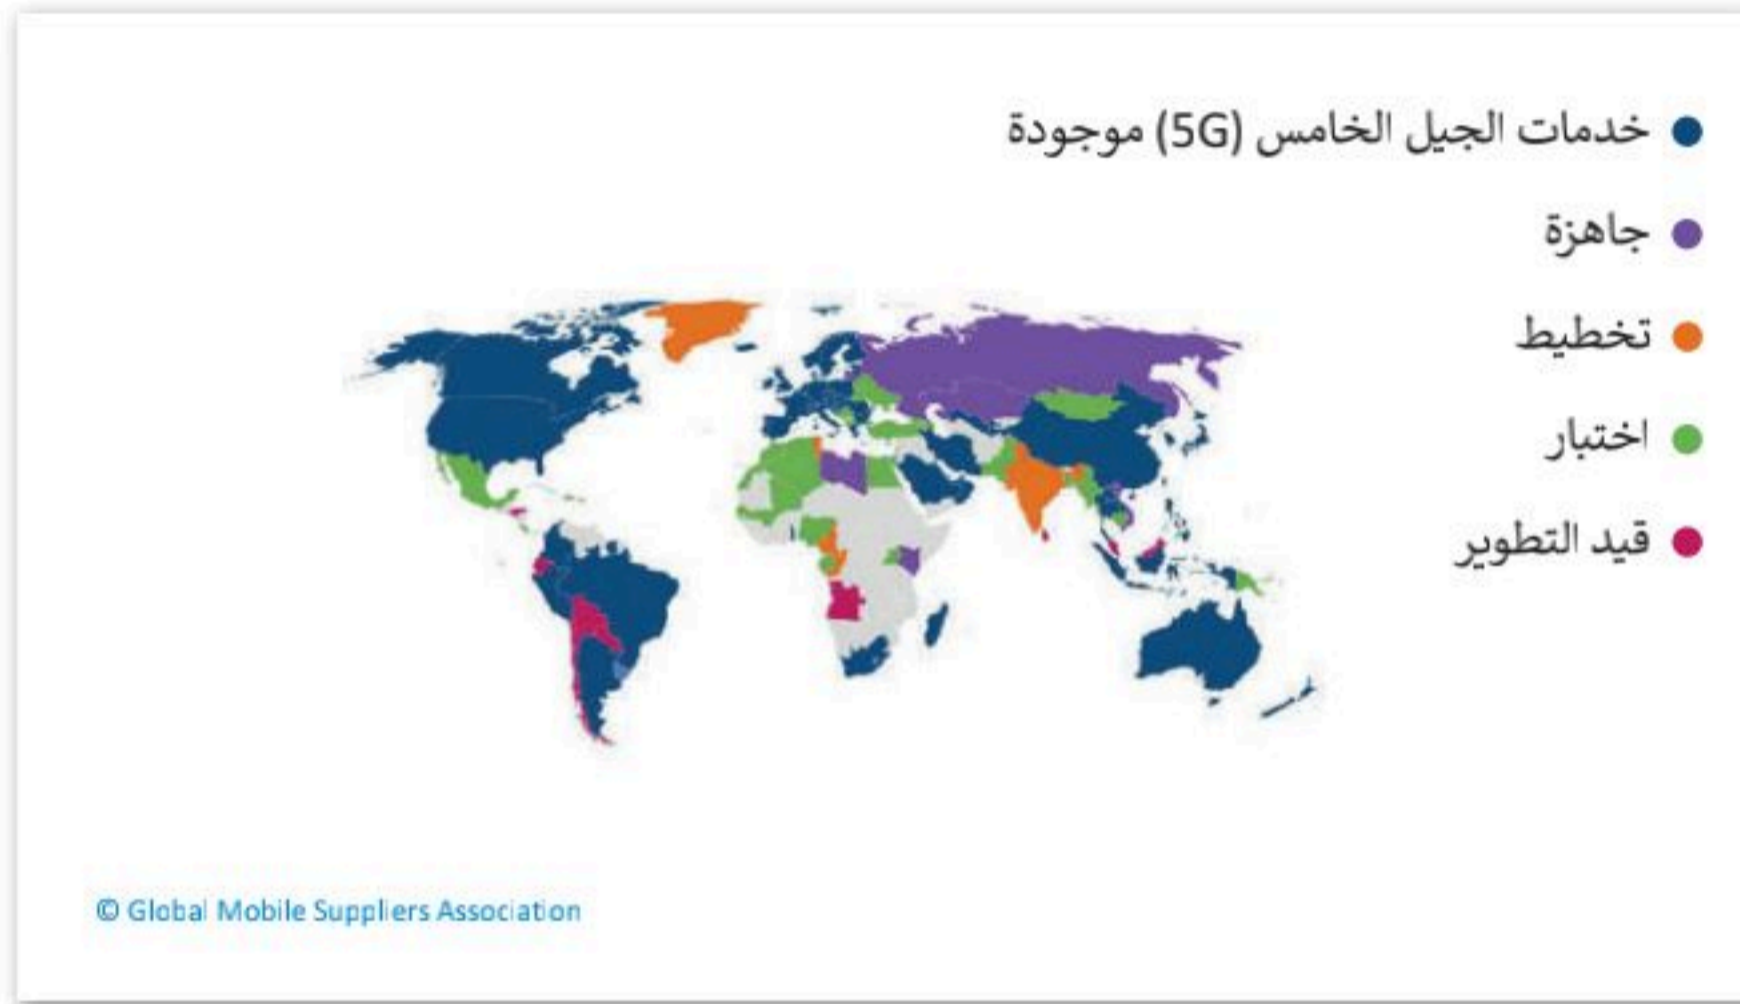 خدمات الجيل الخامس (5G) موجودة
جاهزة
تخطيط
اختبار
قيد التطوير
© Global Mobile Suppliers Association